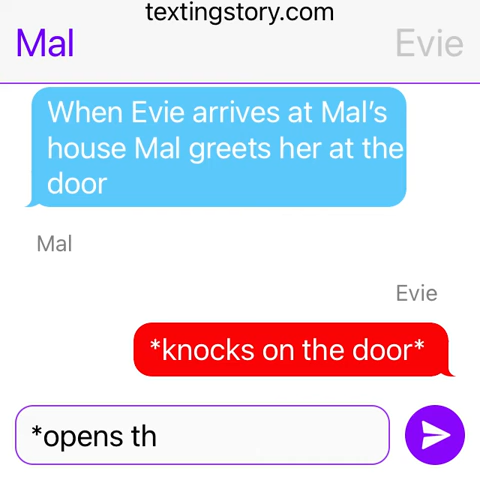 textingstory.com
Mal Evie
When Evie arrives at Mal’s
house Mal greets her at the
door
Mal
Evie
*knocks on the door*
*opens th